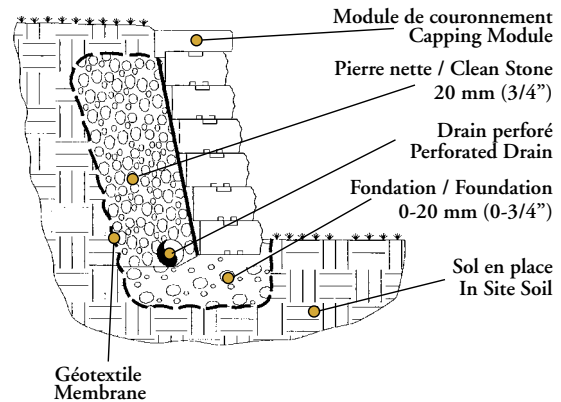 Module de couronnement
Capping Module
Pierre nette / Clean Stone
20 mm (3/4”)
Drain perforé
Perforated Drain
Fondation / Foundation
0-20 mm (0-3/4”)
Sol en place
In Site Soil
Géotextile
Membrane